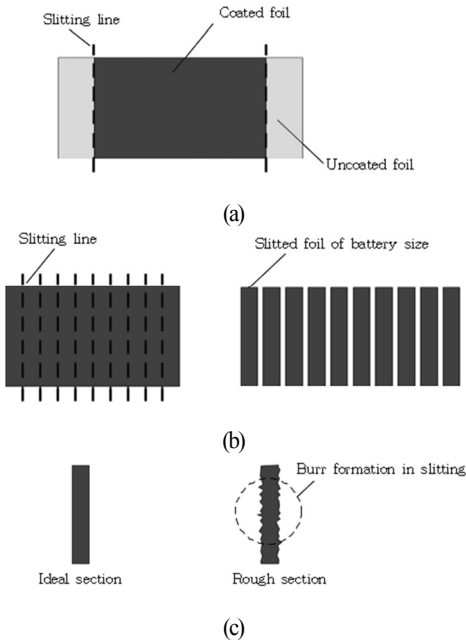 Slitting line
Coated foil
Uncoated foil
(a)
Slitting line
Slitted foil of battery size
(b)
Burr formation in slitting
Ideal section
Rough section
(c)